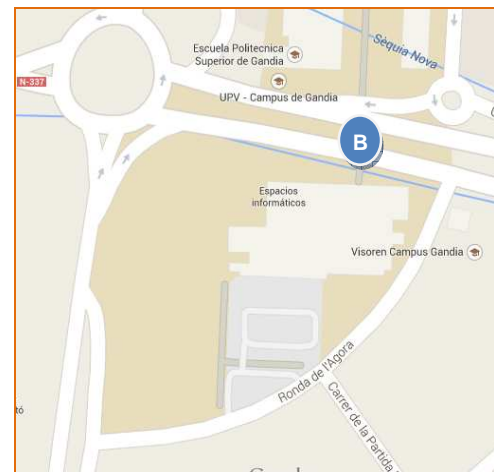 Escuela Politecnica
Superior de Gandia
Sèquia Nova
N-337
UPV - Campus de Gandia
B
Espacios
informáticos
Visoren Campus Gandia
Ronda de l'Àgora
Carrer de la Partida
tó